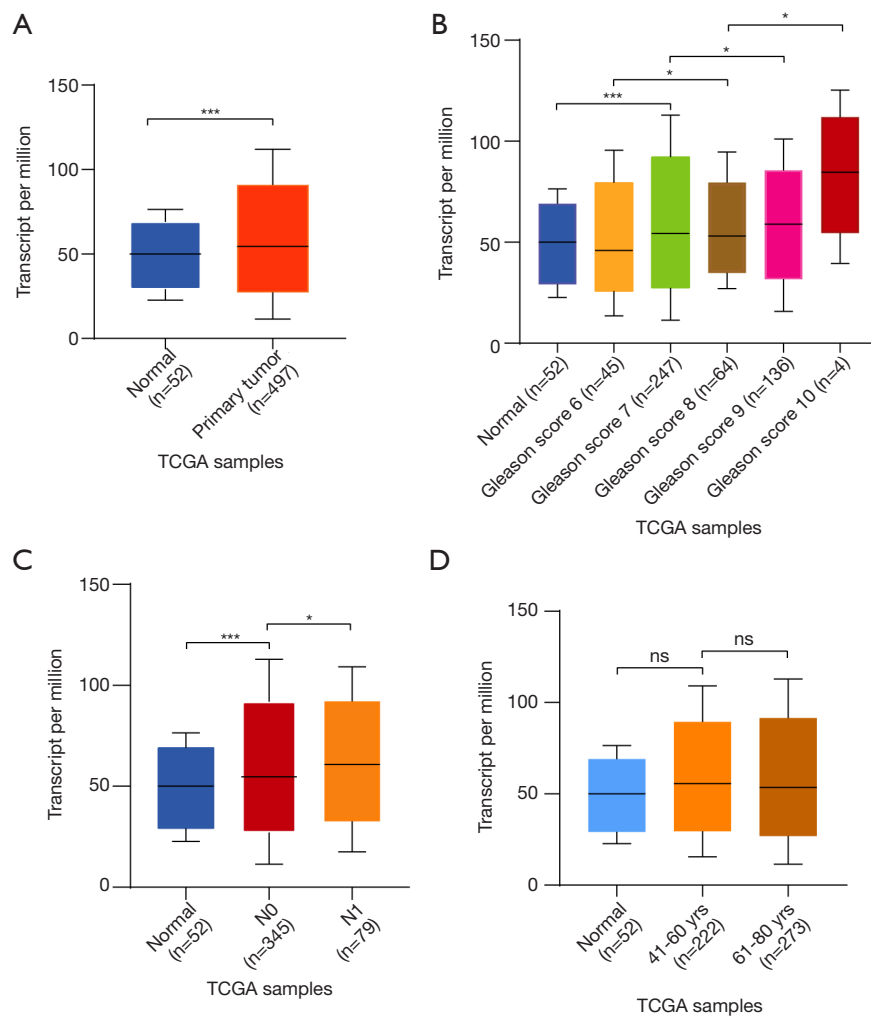 A
Transcript per million
150
100
50
0
***
Normal
(n=52)
Primary tumor
(n=497)
TCGA samples
B
Transcript per million
150
100
50
0
***
*
*
*
Normal (n=52)
Gleason score 6 (n=45)
Gleason score 7 (n=247)
Gleason score 8 (n=64)
Gleason score 9 (n=136)
Gleason score 10 (n=4)
TCGA samples
C
Transcript per million
150
100
50
0
***
*
Normal
(n=52)
N0
(n=345)
N1
(n=79)
TCGA samples
D
Transcript per million
150
100
50
0
ns
ns
Normal
(n=52)
41-60 yrs
(n=222)
61-80 yrs
(n=273)
TCGA samples